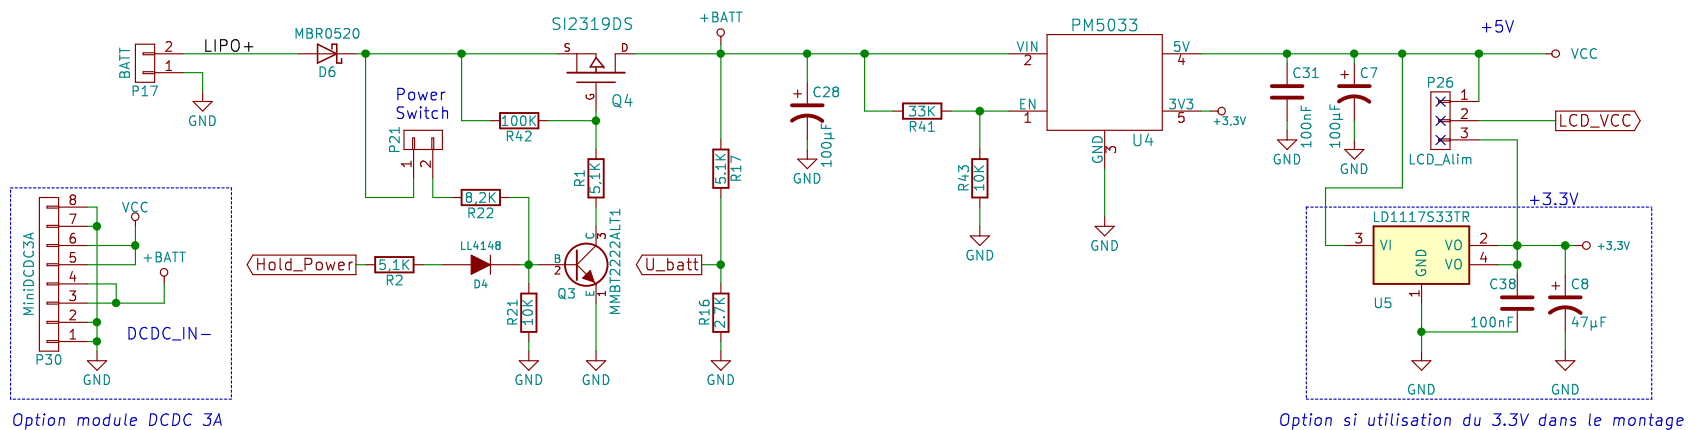 BATT
2
1
P17
LIPO+
GND
MBR0520
D6
SI2319DS
S
D
G
Q4
+BATT
Power
Switch
P21
1
2
100K
R42
R1
5,1K
8,2K
R22
Hold_Power
5,1K
R2
LL4148
D4
B
2
C
3
E
1
Q3
MMBT2222ALT1
R21
10K
GND
GND
5.1K
R17
U_batt
R16
2.7K
GND
+
C28
100µF
GND
33K
R41
R43
10K
GND
PM5033
VIN
2
EN
1
5V
4
3V3
5
GND
3
U4
GND
+3,3V
+5V
VCC
C31
100nF
GND
+
C7
100µF
GND
P26
1
2
3
LCD_Alim
LCD_VCC
+3.3V
LD1117S33TR
3
VI
VO
2
VO
4
GND
1
U5
+3,3V
C38
100nF
+
C8
47µF
GND
GND
Option si utilisation du 3.3V dans le montage
MiniDCDC3A
8
7
6
5
4
3
2
1
P30
VCC
+BATT
DCDC_IN-
GND
Option module DCDC 3A